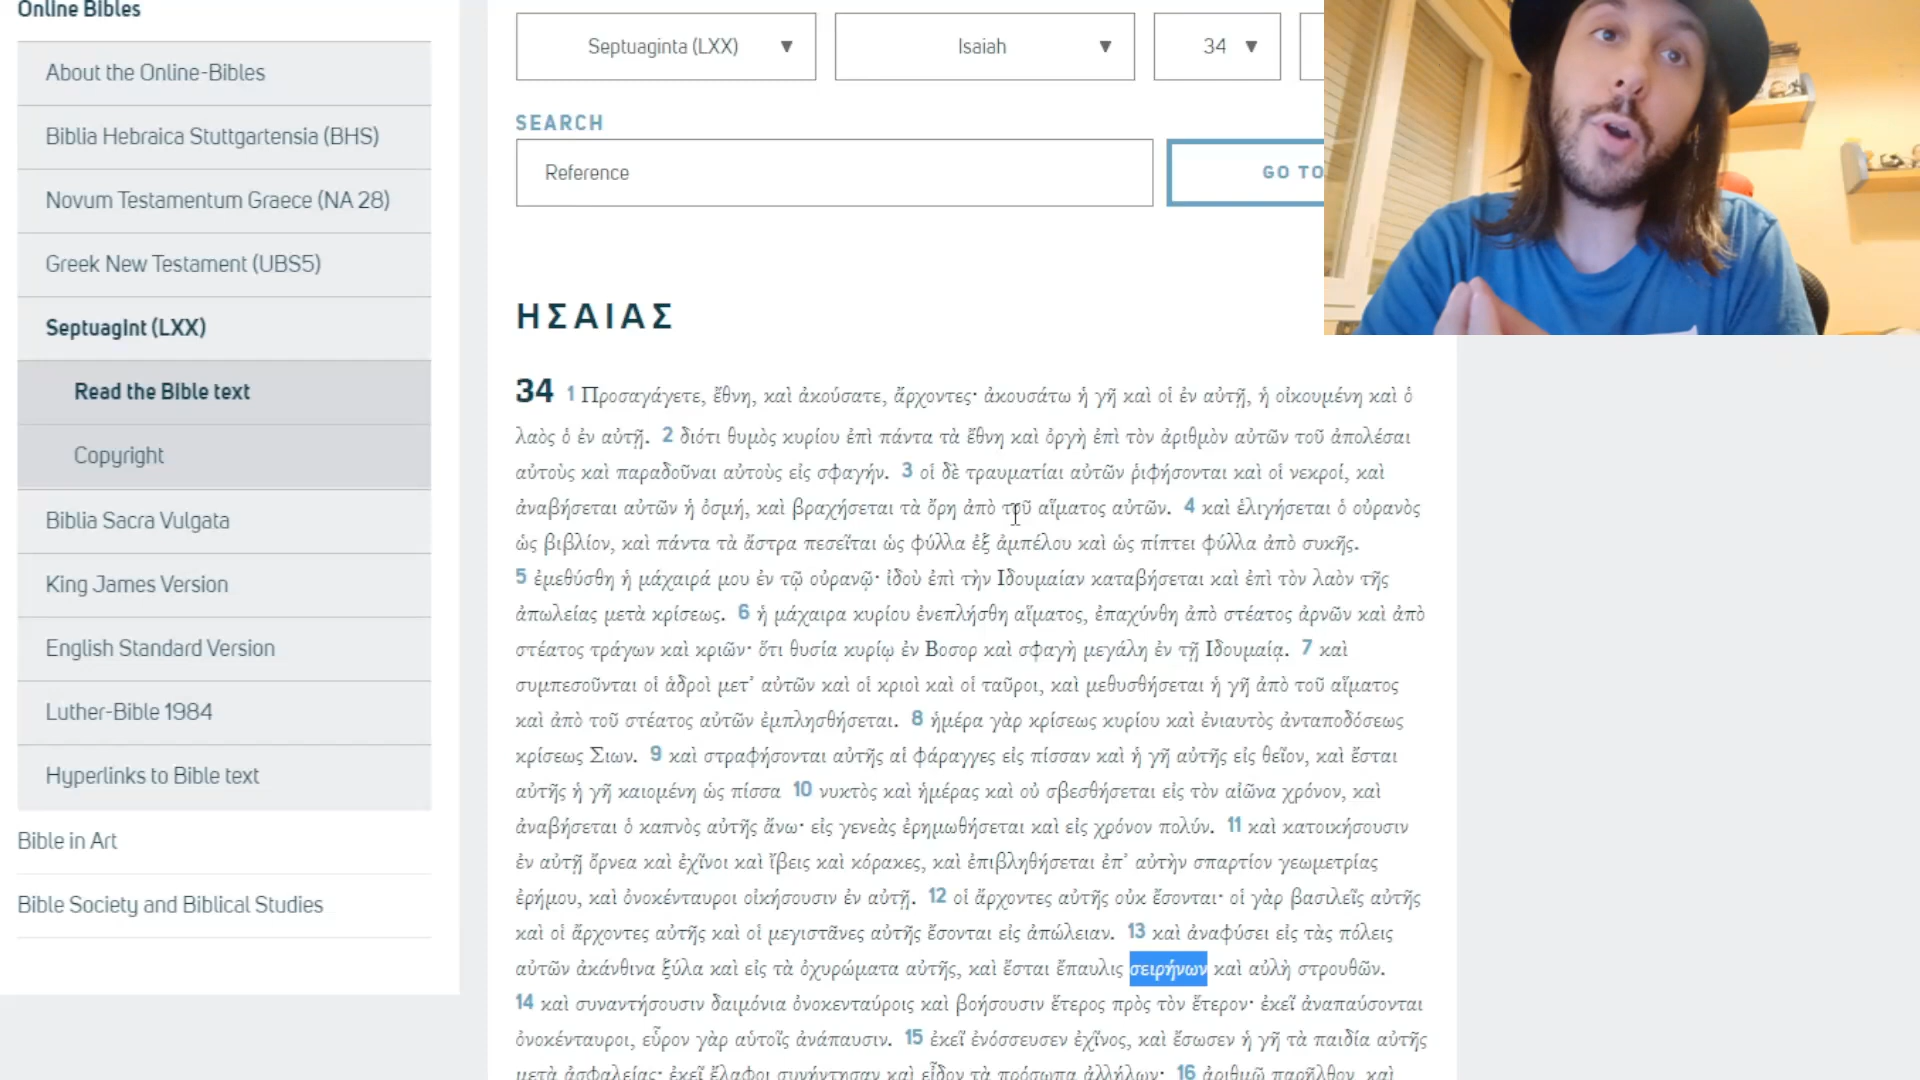 Online Bibles
About the Online-Bibles
Biblia Hebraica Stuttgartensia (BHS)
Novum Testamentum Graece (NA 28)
Greek New Testament (UBS5)
Septuagint (LXX)
Read the Bible text
Copyright
Biblia Sacra Vulgata
King James Version
English Standard Version
Luther-Bible 1984
Hyperlinks to Bible text
Bible in Art
Bible Society and Biblical Studies
Septuaginta (LXX) ▼
Isaiah ▼
34 ▼
SEARCH
Reference
GO TO
ΗΣΑΙΑΣ
34 1 Προσαγάγετε, ἔθνη, καὶ ἀκούσατε, ἄρχοντες· ἀκουσάτω ἡ γῆ καὶ οἱ ἐν αὐτῇ, ἡ οἰκουμένη καὶ ὁ
λαὸς ὁ ἐν αὐτῇ. 2 διότι θυμὸς κυρίου ἐπὶ πάντα τὰ ἔθνη καὶ ὀργὴ ἐπὶ τὸν ἀριθμὸν αὐτῶν τοῦ ἀπολέσαι
αὐτοὺς καὶ παραδοῦναι αὐτοὺς εἰς σφαγήν. 3 οἱ δὲ τραυματίαι αὐτῶν ῥιφήσονται καὶ οἱ νεκροί, καὶ
ἀναβήσεται αὐτῶν ἡ ὀσμή, καὶ βραχήσεται τὰ ὄρη ἀπὸ τοῦ αἵματος αὐτῶν. 4 καὶ ἑλιγήσεται ὁ οὐρανὸς
ὡς βιβλίον, καὶ πάντα τὰ ἄστρα πεσεῖται ὡς φύλλα ἐξ ἀμπέλου καὶ ὡς πίπτει φύλλα ἀπὸ συκῆς.
5 ἐμεθύσθη ἡ μάχαιρά μου ἐν τῷ οὐρανῷ· ἰδοὺ ἐπὶ τὴν Ιδουμαίαν καταβήσεται καὶ ἐπὶ τὸν λαὸν τῆς
ἀπωλείας μετὰ κρίσεως. 6 ἡ μάχαιρα κυρίου ἐνεπλήσθη αἵματος, ἐπαχύνθη ἀπὸ στέατος ἀρνῶν καὶ ἀπὸ
στέατος τράγων καὶ κριῶν· ὅτι θυσία κυρίῳ ἐν Βοσορ καὶ σφαγὴ μεγάλη ἐν τῇ Ιδουμαίᾳ. 7 καὶ
συμπεσοῦνται οἱ ἁδροὶ μετ’ αὐτῶν καὶ οἱ κριοὶ καὶ οἱ ταῦροι, καὶ μεθυσθήσεται ἡ γῆ ἀπὸ τοῦ αἵματος
καὶ ἀπὸ τοῦ στέατος αὐτῶν ἐμπλησθήσεται. 8 ἡμέρα γὰρ κρίσεως κυρίου καὶ ἐνιαυτὸς ἀνταποδόσεως
κρίσεως Σιων. 9 καὶ στραφήσονται αὐτῆς αἱ φάραγγες εἰς πίσσαν καὶ ἡ γῆ αὐτῆς εἰς θεῖον, καὶ ἔσται
αὐτῆς ἡ γῆ καιομένη ὡς πίσσα 10 νυκτὸς καὶ ἡμέρας καὶ οὐ σβεσθήσεται εἰς τὸν αἰῶνα χρόνον, καὶ
ἀναβήσεται ὁ καπνὸς αὐτῆς ἄνω· εἰς γενεὰς ἐρημωθήσεται καὶ εἰς χρόνον πολύν. 11 καὶ κατοικήσουσιν
ἐν αὐτῇ ὄρνεα καὶ ἐχῖνοι καὶ ἴβεις καὶ κόρακες, καὶ ἐπιβληθήσεται ἐπ’ αὐτὴν σπαρτίον γεωμετρίας
ἐρήμου, καὶ ὀνοκένταυροι οἰκήσουσιν ἐν αὐτῇ. 12 οἱ ἄρχοντες αὐτῆς οὐκ ἔσονται· οἱ γὰρ βασιλεῖς αὐτῆς
καὶ οἱ ἄρχοντες αὐτῆς καὶ οἱ μεγιστᾶνες αὐτῆς ἔσονται εἰς ἀπώλειαν. 13 καὶ ἀναφύσει εἰς τὰς πόλεις
αὐτῶν ἀκάνθινα ξύλα καὶ εἰς τὰ ὀχυρώματα αὐτῆς, καὶ ἔσται ἔπαυλις σειρήνων καὶ αὐλὴ στρουθῶν.
14 καὶ συναντήσουσιν δαιμόνια ὀνοκενταύροις καὶ βοήσουσιν ἕτερος πρὸς τὸν ἕτερον· ἐκεῖ ἀναπαύσονται
ὀνοκένταυροι, εὗρον γὰρ αὑτοῖς ἀνάπαυσιν. 15 ἐκεῖ ἐνόσσευσεν ἐχῖνος, καὶ ἔσωσεν ἡ γῆ τὰ παιδία αὐτῆς
μετὰ ἀσφαλείας· ἐκεῖ ἔλαφοι συνήντησαν καὶ εἶδον τὰ πρόσωπα ἀλλήλων· 16 ἀριθμῷ παρῆλθον, καὶ